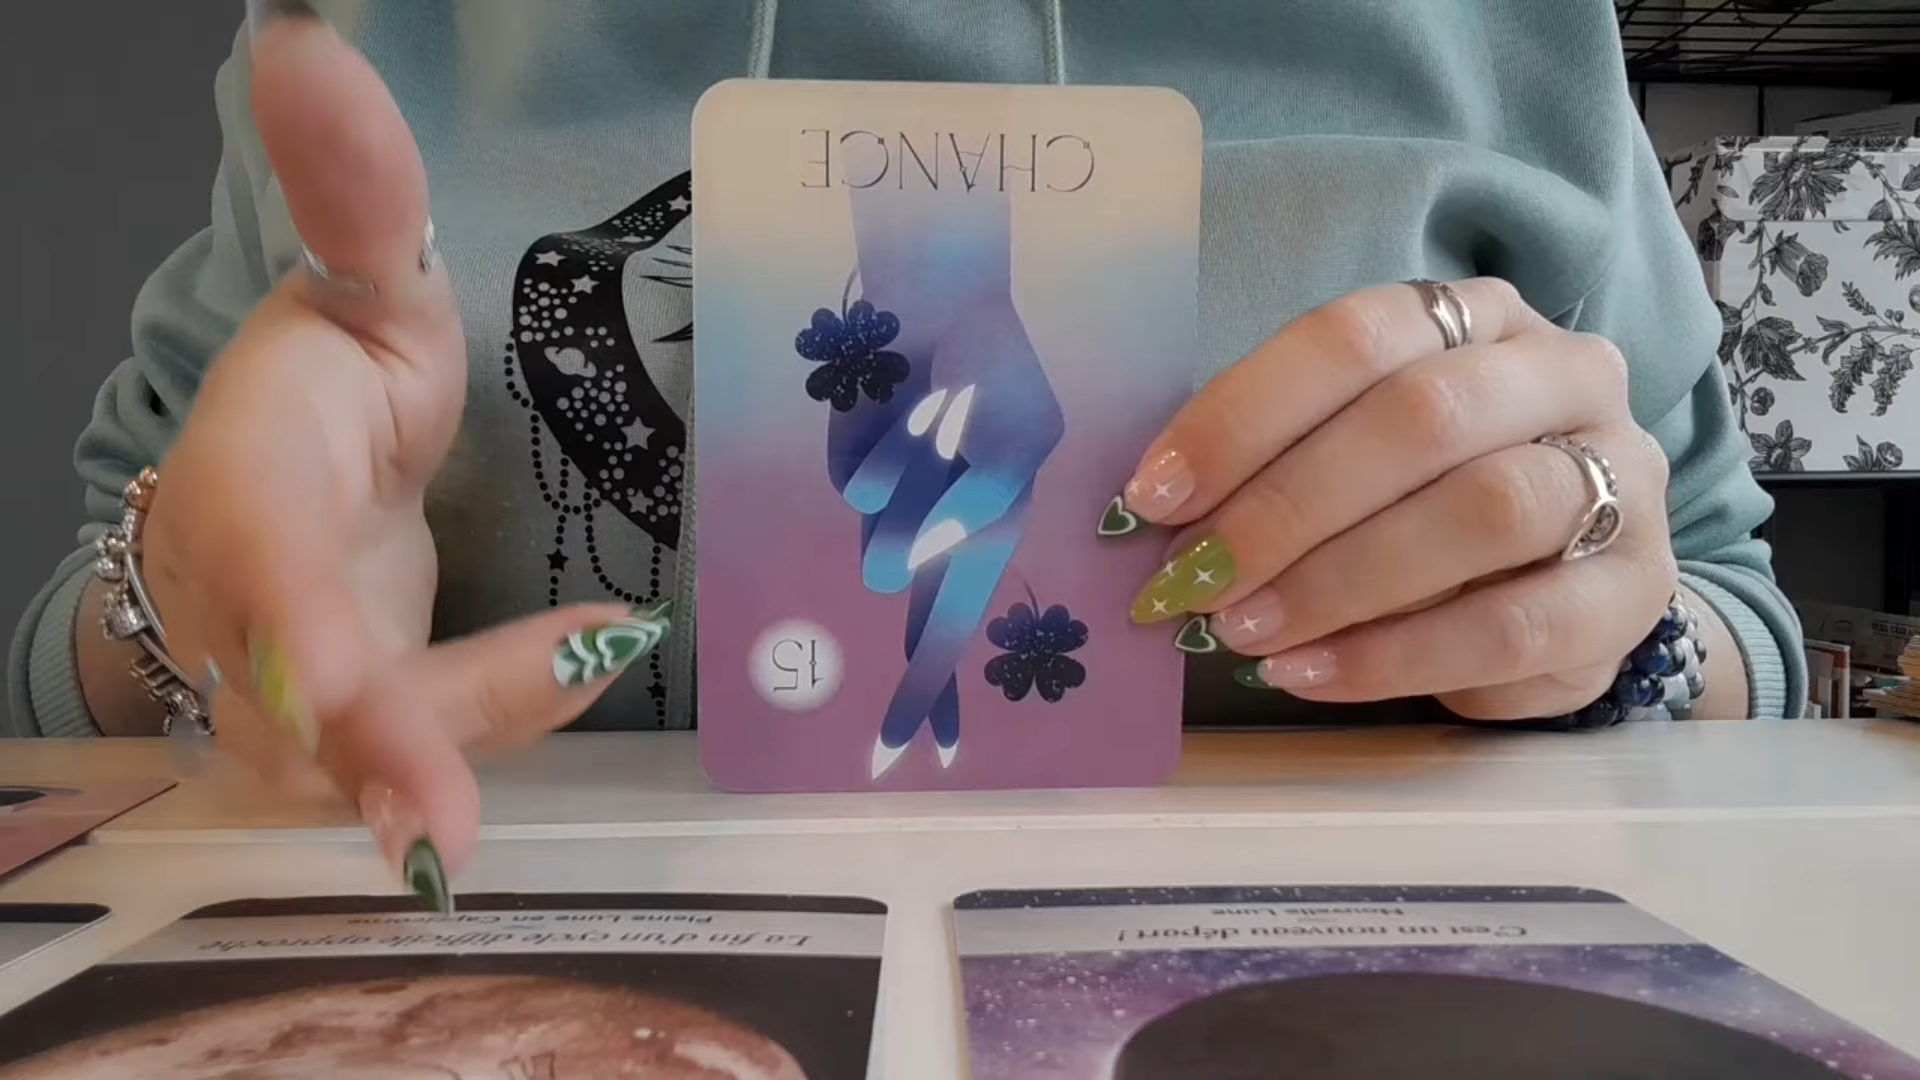 CHANCE
15
Pleine Lune en Capricorne
La fin d'un cycle difficile approche
Nouvelle Lune
C'est un nouveau départ!